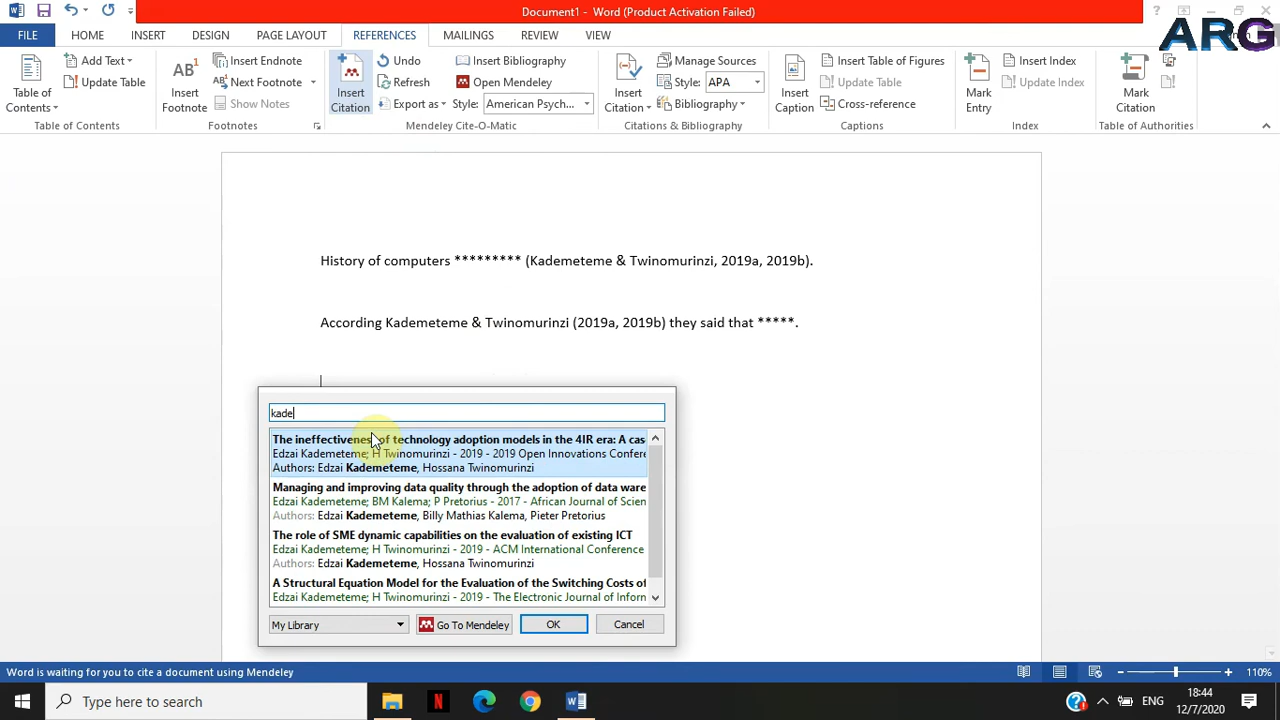 Document1 - Word (Product Activation Failed)
ARG
FILE HOME INSERT DESIGN PAGE LAYOUT REFERENCES MAILINGS REVIEW VIEW
Table of Contents
Add Text
Update Table
Table of Contents
AB1
Insert Footnote
Insert Endnote
Next Footnote
Show Notes
Footnotes
Insert Citation
Undo
Refresh
Export as
Insert Bibliography
Open Mendeley
Style: American Psych...
Mendeley Cite-O-Matic
Insert Citation
Manage Sources
Style: APA
Bibliography
Citations & Bibliography
Insert Caption
Insert Table of Figures
Update Table
Cross-reference
Captions
Mark Entry
Insert Index
Update Index
Index
Mark Citation
Table of Authorities
History of computers ********* (Kademeteme & Twinomurinzi, 2019a, 2019b).
According Kademeteme & Twinomurinzi (2019a, 2019b) they said that *****.
kade
The ineffectiveness of technology adoption models in the 4IR era: A cas
Edzai Kademeteme; H Twinomurinzi - 2019 - 2019 Open Innovations Confere
Authors: Edzai Kademeteme, Hossana Twinomurinzi
Managing and improving data quality through the adoption of data ware
Edzai Kademeteme; BM Kalema; P Pretorius - 2017 - African Journal of Scien
Authors: Edzai Kademeteme, Billy Mathias Kalema, Pieter Pretorius
The role of SME dynamic capabilities on the evaluation of existing ICT
Edzai Kademeteme; H Twinomurinzi - 2019 - ACM International Conference
Authors: Edzai Kademeteme, Hossana Twinomurinzi
A Structural Equation Model for the Evaluation of the Switching Costs of
Edzai Kademeteme; H Twinomurinzi - 2019 - The Electronic Journal of Inform
My Library Go To Mendeley OK Cancel
Word is waiting for you to cite a document using Mendeley
110%
Type here to search
ENG
18:44
12/7/2020